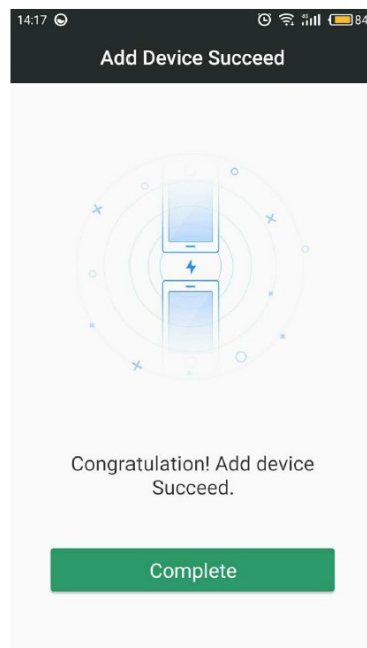 14:17
84
Add Device Succeed
Congratulation! Add device
Succeed.
Complete